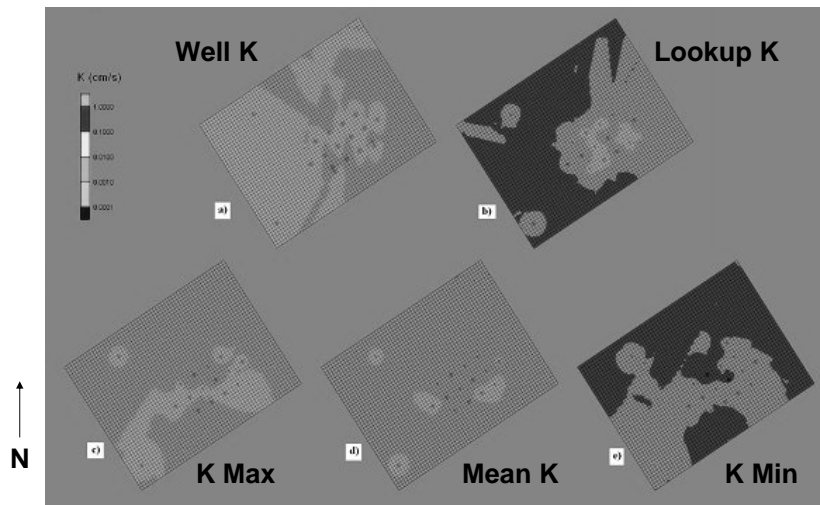 Well K
Lookup K
K (cm/s)
1.0000
0.1000
0.0100
0.0010
0.0001
a)
b)
c)
d)
e)
N
K Max
Mean K
K Min